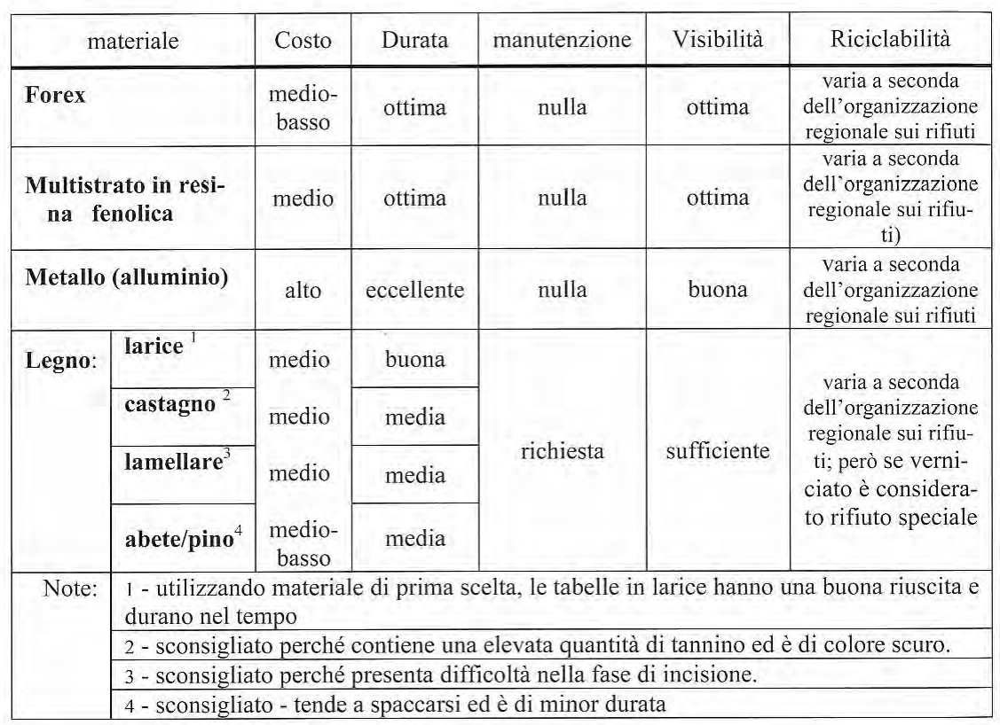 materiale Costo Durata manutenzione Visibilità Riciclabilità
Forex
medio-
basso
ottima
nulla
ottima
varia a seconda
dell'organizzazione
regionale sui rifiuti
Multistrato in resi-
na fenolica
medio
ottima
nulla
ottima
varia a seconda
dell'organizzazione
regionale sui rifiu-
ti)
Metallo (alluminio)
alto
eccellente
nulla
buona
varia a seconda
dell'organizzazione
regionale sui rifiuti
Legno:
larice 1
medio
buona
castagno 2
medio
media
lamellare3
medio
media
abete/pino4
medio-
basso
media
richiesta
sufficiente
varia a seconda
dell'organizzazione
regionale sui rifiu-
ti; però se verni-
ciato è considera-
to rifiuto speciale
Note:
1 - utilizzando materiale di prima scelta, le tabelle in larice hanno una buona riuscita e
durano nel tempo
2 - sconsigliato perché contiene una elevata quantità di tannino ed è di colore scuro.
3 - sconsigliato perché presenta difficoltà nella fase di incisione.
4 - sconsigliato - tende a spaccarsi ed è di minor durata